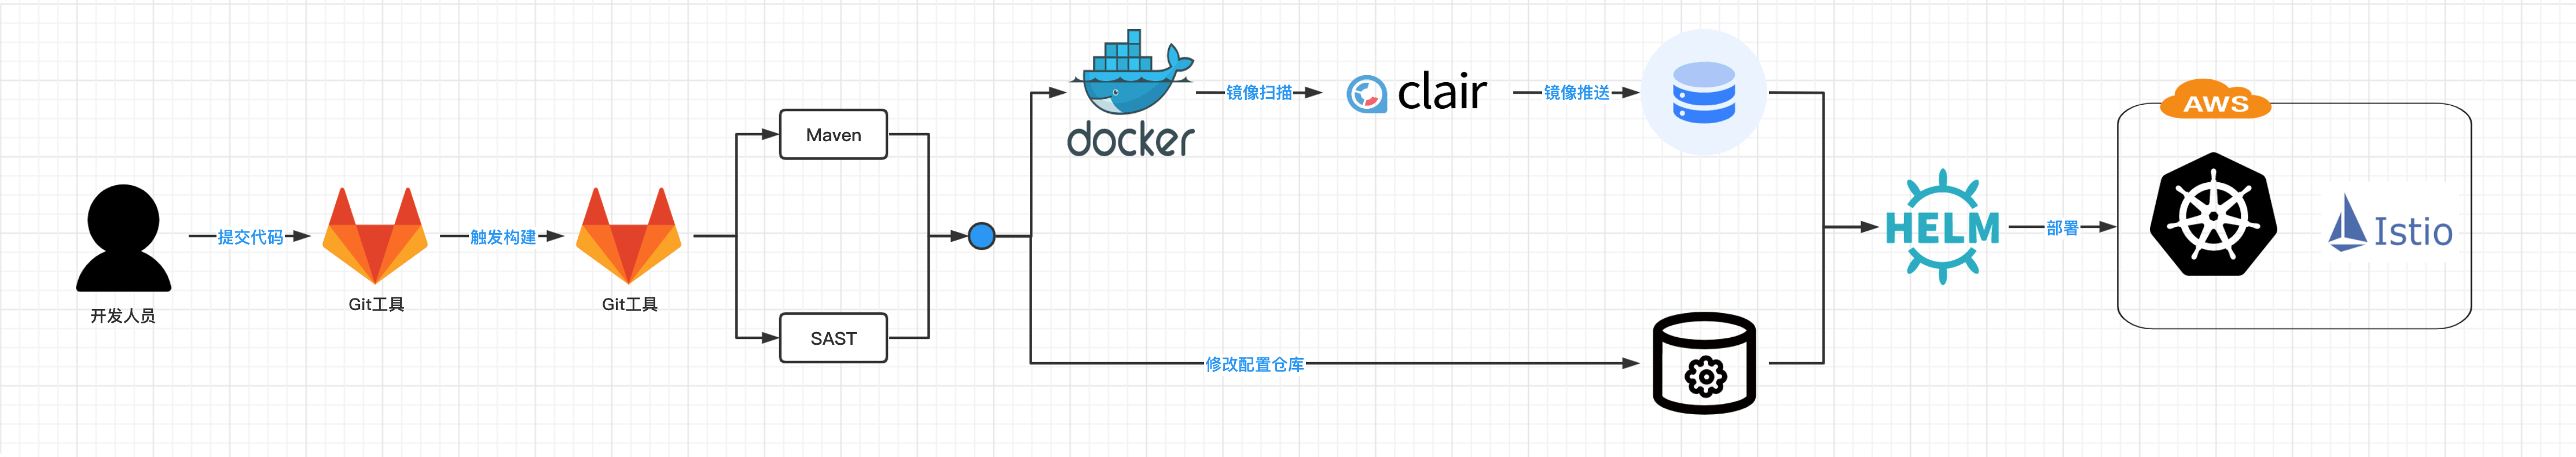 开发人员
提交代码
Git工具
触发构建
Git工具
Maven
SAST
docker
镜像扫描
clair
镜像推送
修改配置仓库
HELM
部署
AWS
Istio